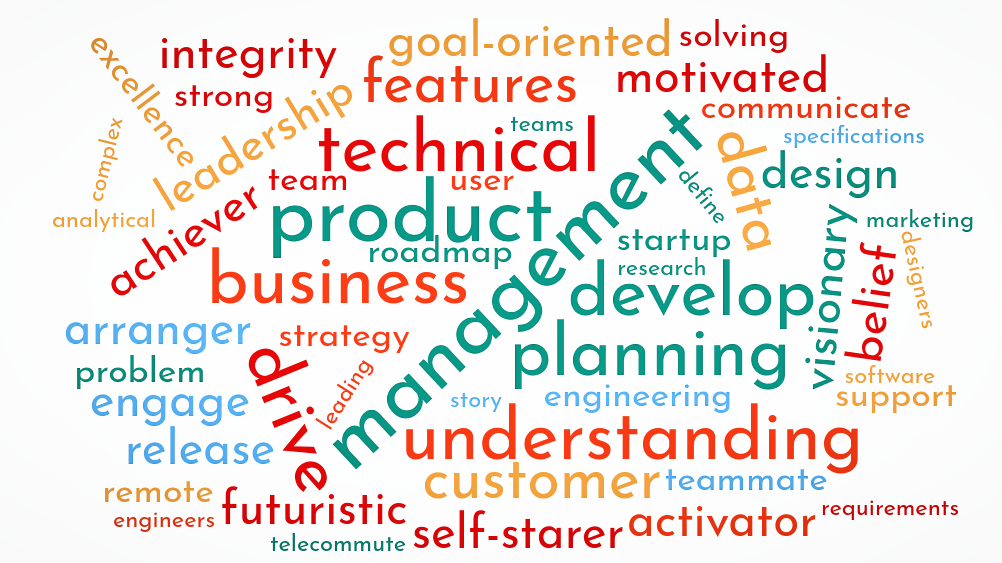 goal-oriented
solving
integrity
excellence
features
motivated
strong
leadership
communicate
complex
teams
technical
specifications
data
design
team
user
define
achiever
product
analytical
marketing
roadmap
startup
management
visionary
belief
designers
business
research
develop
arranger
strategy
planning
problem
drive
leading
software
engage
story
engineering
support
release
understanding
customer
teammate
remote
engineers
futuristic
self-starer
activator
requirements
telecommute